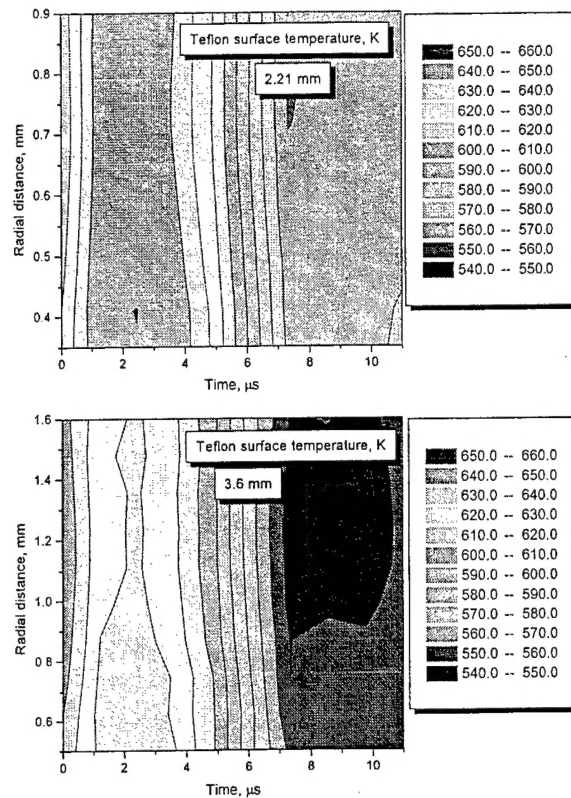 0.9
0.8
0.7
0.6
0.5
0.4
Radial distance, mm
Teflon surface temperature, K
2.21 mm
0 2 4 6 8 10
Time, μs
650.0 -- 660.0
640.0 -- 650.0
630.0 -- 640.0
620.0 -- 630.0
610.0 -- 620.0
600.0 -- 610.0
590.0 -- 600.0
580.0 -- 590.0
570.0 -- 580.0
560.0 -- 570.0
550.0 -- 560.0
540.0 -- 550.0
1.6
1.4
1.2
1.0
0.8
0.6
Radial distance, mm
Teflon surface temperature, K
3.6 mm
0 2 4 6 8 10
Time, μs
650.0 -- 660.0
640.0 -- 650.0
630.0 -- 640.0
620.0 -- 630.0
610.0 -- 620.0
600.0 -- 610.0
590.0 -- 600.0
580.0 -- 590.0
570.0 -- 580.0
560.0 -- 570.0
550.0 -- 560.0
540.0 -- 550.0